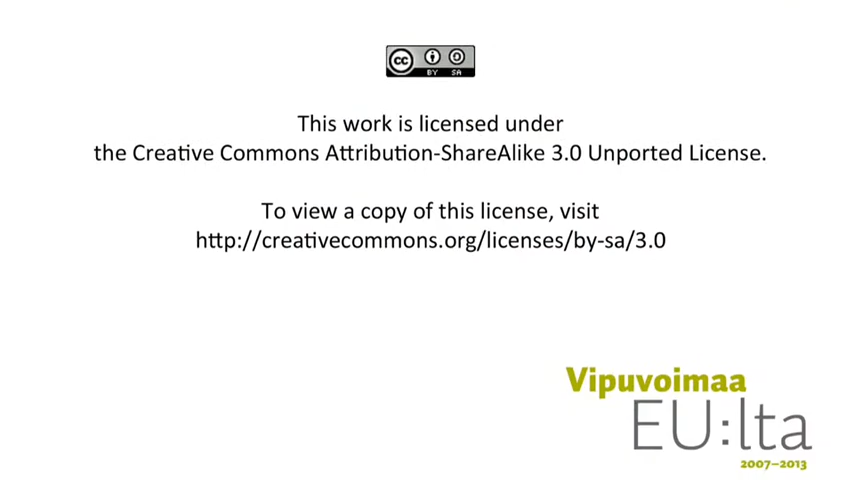 cc BY SA
This work is licensed under
the Creative Commons Attribution-ShareAlike 3.0 Unported License.
To view a copy of this license, visit
http://creativecommons.org/licenses/by-sa/3.0
Vipuvoimaa
EU:lta
2007–2013